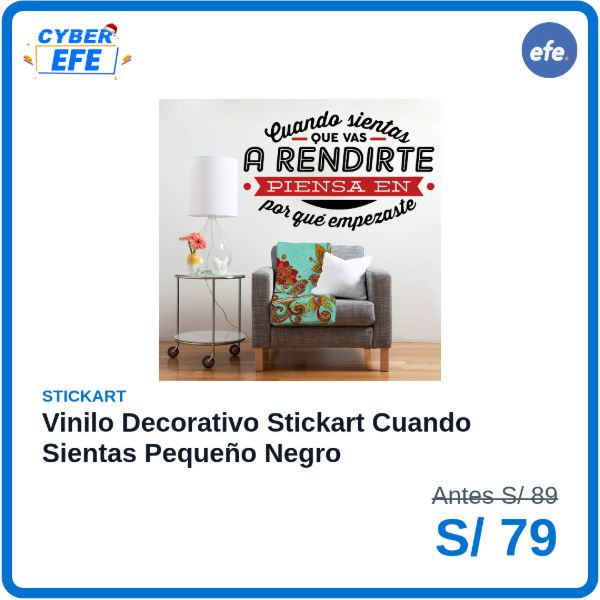 CYBER
EFE
efe.
Cuando sientas
QUE VAS
A RENDIRTE
PIENSA EN
por qué empezaste
STICKART
Vinilo Decorativo Stickart Cuando
Sientas Pequeño Negro
Antes S/ 89
S/ 79